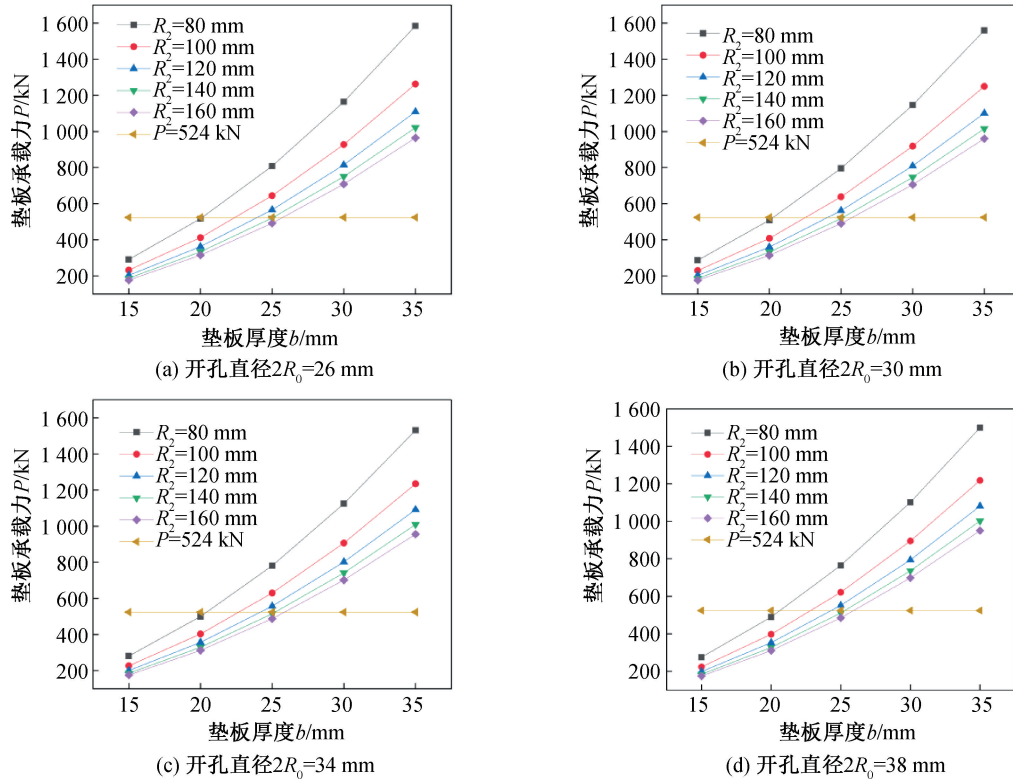 1 600
1 400
1 200
1 000
800
600
400
200
垫板承载力P/kN
R₂=80 mm
R₂=100 mm
R₂=120 mm
R₂=140 mm
R₂=160 mm
P=524 kN
15 20 25 30 35
垫板厚度b/mm
(a) 开孔直径2R₀=26 mm
1 600
1 400
1 200
1 000
800
600
400
200
垫板承载力P/kN
R₂=80 mm
R₂=100 mm
R₂=120 mm
R₂=140 mm
R₂=160 mm
P=524 kN
15 20 25 30 35
垫板厚度b/mm
(b) 开孔直径2R₀=30 mm
1 600
1 400
1 200
1 000
800
600
400
200
垫板承载力P/kN
R₂=80 mm
R₂=100 mm
R₂=120 mm
R₂=140 mm
R₂=160 mm
P=524 kN
15 20 25 30 35
垫板厚度b/mm
(c) 开孔直径2R₀=34 mm
1 600
1 400
1 200
1 000
800
600
400
200
垫板承载力P/kN
R₂=80 mm
R₂=100 mm
R₂=120 mm
R₂=140 mm
R₂=160 mm
P=524 kN
15 20 25 30 35
垫板厚度b/mm
(d) 开孔直径2R₀=38 mm